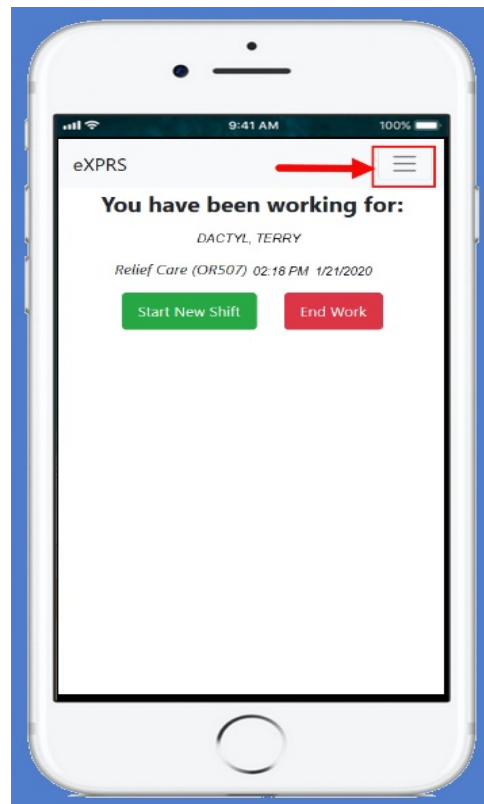 9:41 AM
100%
eXPRS
You have been working for:
DACTYL, TERRY
Relief Care (OR507) 02:18 PM 1/21/2020
Start New Shift
End Work